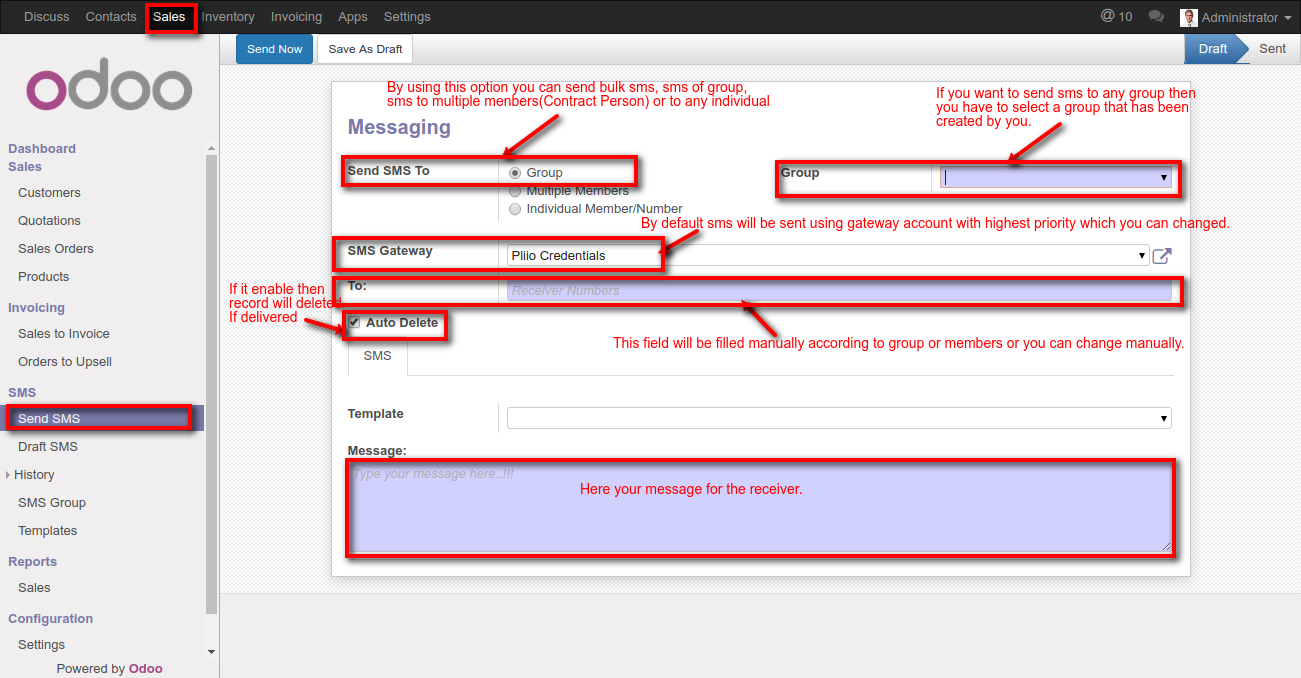 Discuss Contacts Sales Inventory Invoicing Apps Settings @ 10 Administrator
odoo
Send Now Save As Draft Draft Sent
By using this option you can send bulk sms, sms of group,
sms to multiple menbers(Contract Person) or to any individual
If you want to send sms to any group then
you have to select a group that has been
created by you.
Messaging
Dashboard
Sales
Customers
Quotations
Sales Orders
Products
Invoicing
Sales to Invoice
Orders to Upsell
SMS
Send SMS
Draft SMS
History
SMS Group
Templates
Reports
Sales
Configuration
Settings
Powered by Odoo
Send SMS To
Group
Multiple Members
Individual Member/Number
Group
By default sms will be sent using gateway account with highest priority which you can changed.
SMS Gateway
Pliio Credentials
To:
Receiver Numbers
If it enable then
record will deleted
If delivered
Auto Delete
This field will be filled manually according to group or members or you can change manually.
SMS
Template
Message:
Type your message here..!!!
Here your message for the receiver.